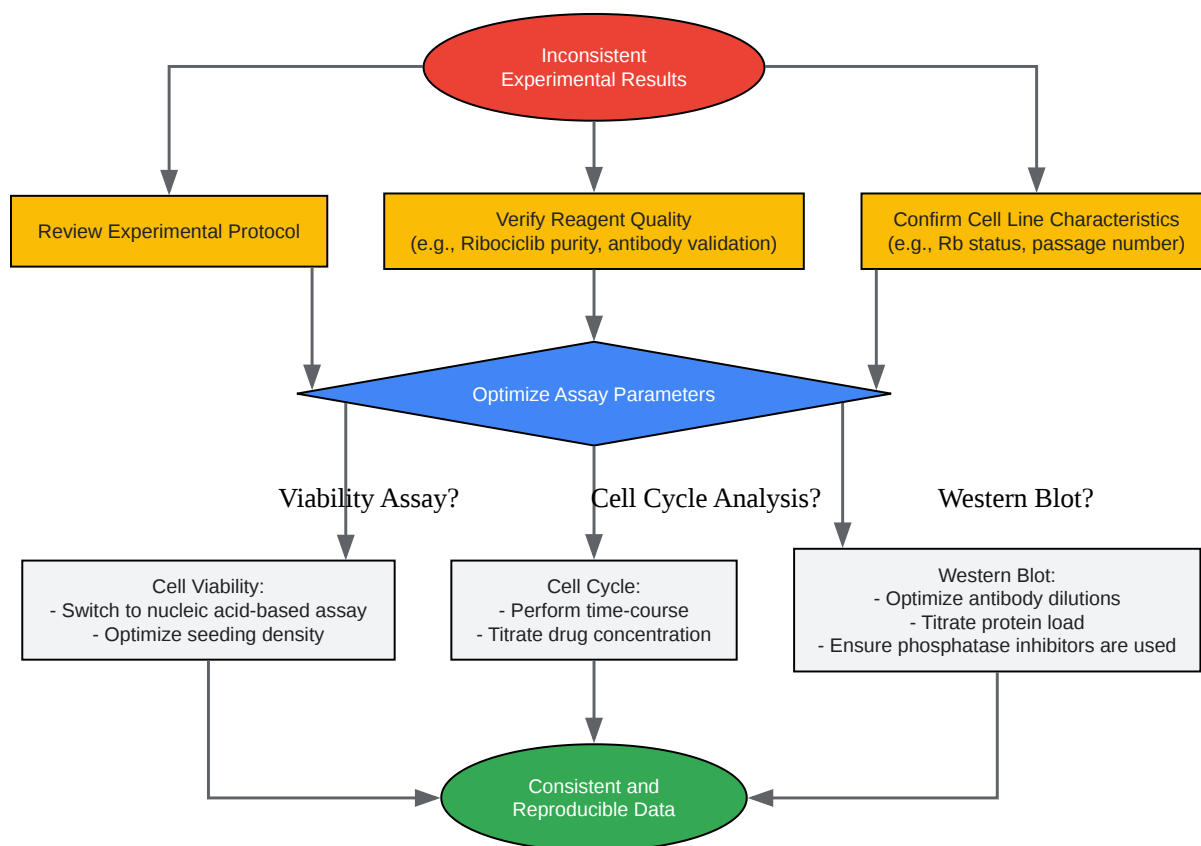 Inconsistent
Experimental Results
Review Experimental Protocol
Verify Reagent Quality
(e.g., Ribociclib purity, antibody validation)
Confirm Cell Line Characteristics
(e.g., Rb status, passage number)
Optimize Assay Parameters
Viability Assay?
Cell Cycle Analysis?
Western Blot?
Cell Viability:
- Switch to nucleic acid-based assay
- Optimize seeding density
Cell Cycle:
- Perform time-course
- Titrate drug concentration
Western Blot:
- Optimize antibody dilutions
- Titrate protein load
- Ensure phosphatase inhibitors are used
Consistent and
Reproducible Data